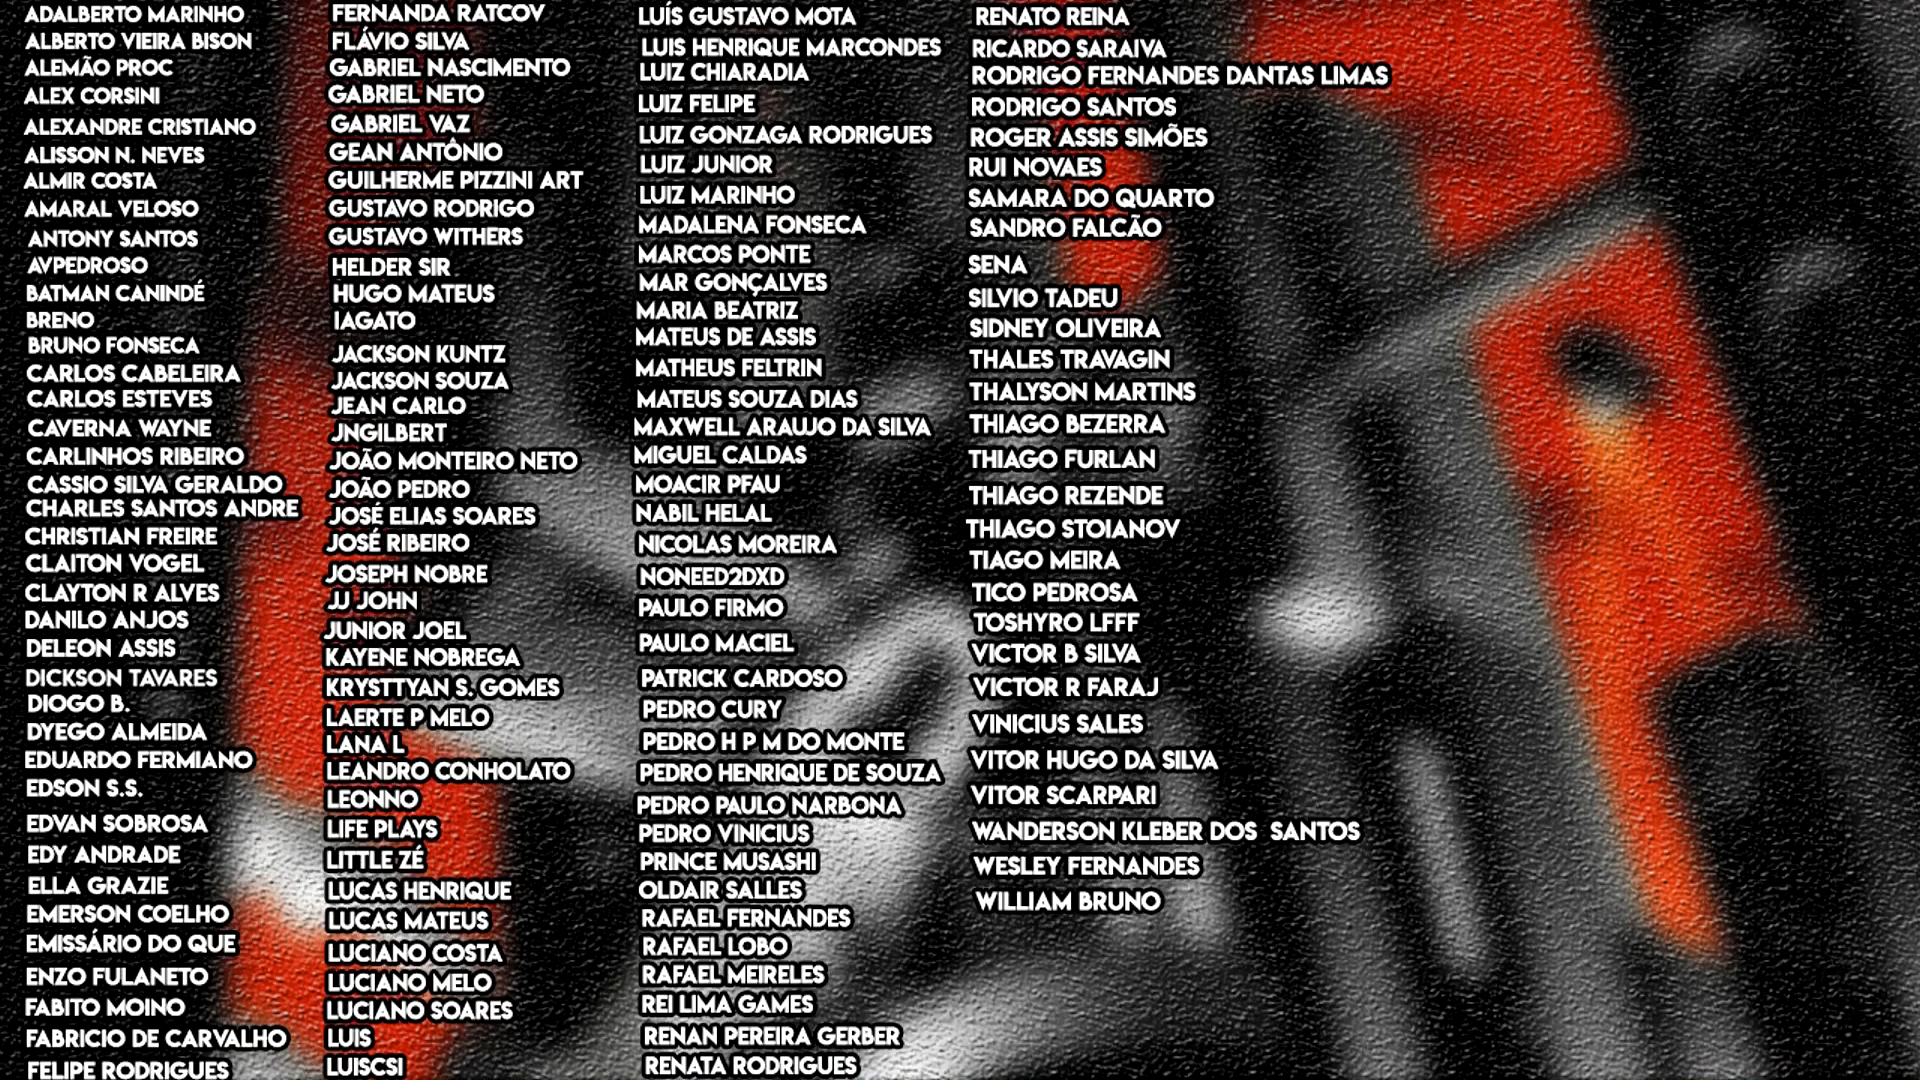 ADALBERTO MARINHO
ALBERTO VIEIRA BISON
ALEMÃO PROC
ALEX CORSINI
ALEXANDRE CRISTIANO
ALISSON N. NEVES
ALMIR COSTA
AMARAL VELOSO
ANTONY SANTOS
AVPEDROSO
BATMAN CANINDÉ
BRENO
BRUNO FONSECA
CARLOS CABELEIRA
CARLOS ESTEVES
CAVERNA WAYNE
CARLINHOS RIBEIRO
CASSIO SILVA GERALDO
CHARLES SANTOS ANDRE
CHRISTIAN FREIRE
CLAITON VOGEL
CLAYTON R ALVES
DANILO ANJOS
DELEON ASSIS
DICKSON TAVARES
DIOGO B.
DYEGO ALMEIDA
EDUARDO FERMIANO
EDSON S.S.
EDVAN SOBROSA
EDY ANDRADE
ELLA GRAZIE
EMERSON COELHO
EMISSÁRIO DO QUE
ENZO FULANETO
FABITO MOINO
FABRICIO DE CARVALHO
FELIPE RODRIGUES
FERNANDA RATCOV
FLÁVIO SILVA
GABRIEL NASCIMENTO
GABRIEL NETO
GABRIEL VAZ
GEAN ANTÔNIO
GUILHERME PIZZINI ART
GUSTAVO RODRIGO
GUSTAVO WITHERS
HELDER SIR
HUGO MATEUS
IAGATO
JACKSON KUNTZ
JACKSON SOUZA
JEAN CARLO
JNGILBERT
JOÃO MONTEIRO NETO
JOÃO PEDRO
JOSÉ ELIAS SOARES
JOSÉ RIBEIRO
JOSEPH NOBRE
JJ JOHN
JUNIOR JOEL
KAYENE NOBREGA
KRYSTTYAN S. GOMES
LAERTE P MELO
LANA L
LEANDRO CONHOLATO
LEONNO
LIFE PLAYS
LITTLE ZÉ
LUCAS HENRIQUE
LUCAS MATEUS
LUCIANO COSTA
LUCIANO MELO
LUCIANO SOARES
LUIS
LUISCSI
LUÍS GUSTAVO MOTA
LUIS HENRIQUE MARCONDES
LUIZ CHIARADIA
LUIZ FELIPE
LUIZ GONZAGA RODRIGUES
LUIZ JUNIOR
LUIZ MARINHO
MADALENA FONSECA
MARCOS PONTE
MAR GONÇALVES
MARIA BEATRIZ
MATEUS DE ASSIS
MATHEUS FELTRIN
MATEUS SOUZA DIAS
MAXWELL ARAUJO DA SILVA
MIGUEL CALDAS
MOACIR PFAU
NABIL HELAL
NICOLAS MOREIRA
NONEED2DXD
PAULO FIRMO
PAULO MACIEL
PATRICK CARDOSO
PEDRO CURY
PEDRO H P M DO MONTE
PEDRO HENRIQUE DE SOUZA
PEDRO PAULO NARBONA
PEDRO VINICIUS
PRINCE MUSASHI
OLDAIR SALLES
RAFAEL FERNANDES
RAFAEL LOBO
RAFAEL MEIRELES
REI LIMA GAMES
RENAN PEREIRA GERBER
RENATA RODRIGUES
RENATO REINA
RICARDO SARAIVA
RODRIGO FERNANDES DANTAS LIMAS
RODRIGO SANTOS
ROGER ASSIS SIMÕES
RUI NOVAES
SAMARA DO QUARTO
SANDRO FALCÃO
SENA
SILVIO TADEU
SIDNEY OLIVEIRA
THALES TRAVAGIN
THALYSON MARTINS
THIAGO BEZERRA
THIAGO FURLAN
THIAGO REZENDE
THIAGO STOIANOV
TIAGO MEIRA
TICO PEDROSA
TOSHYRO LFFF
VICTOR B SILVA
VICTOR R FARAJ
VINICIUS SALES
VITOR HUGO DA SILVA
VITOR SCARPARI
WANDERSON KLEBER DOS SANTOS
WESLEY FERNANDES
WILLIAM BRUNO